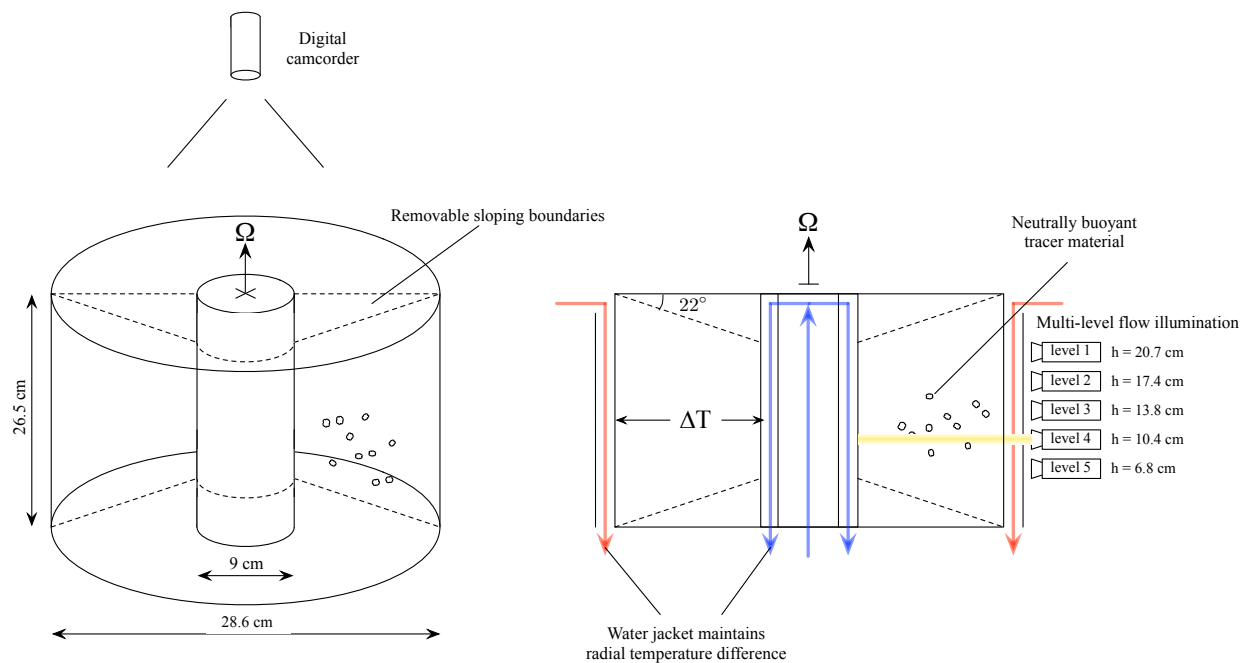 Digital
camcorder
Removable sloping boundaries
Ω
26.5 cm
9 cm
28.6 cm
Ω
Neutrally buoyant
tracer material
22°
ΔT
Multi-level flow illumination
level 1 h = 20.7 cm
level 2 h = 17.4 cm
level 3 h = 13.8 cm
level 4 h = 10.4 cm
level 5 h = 6.8 cm
Water jacket maintains
radial temperature difference